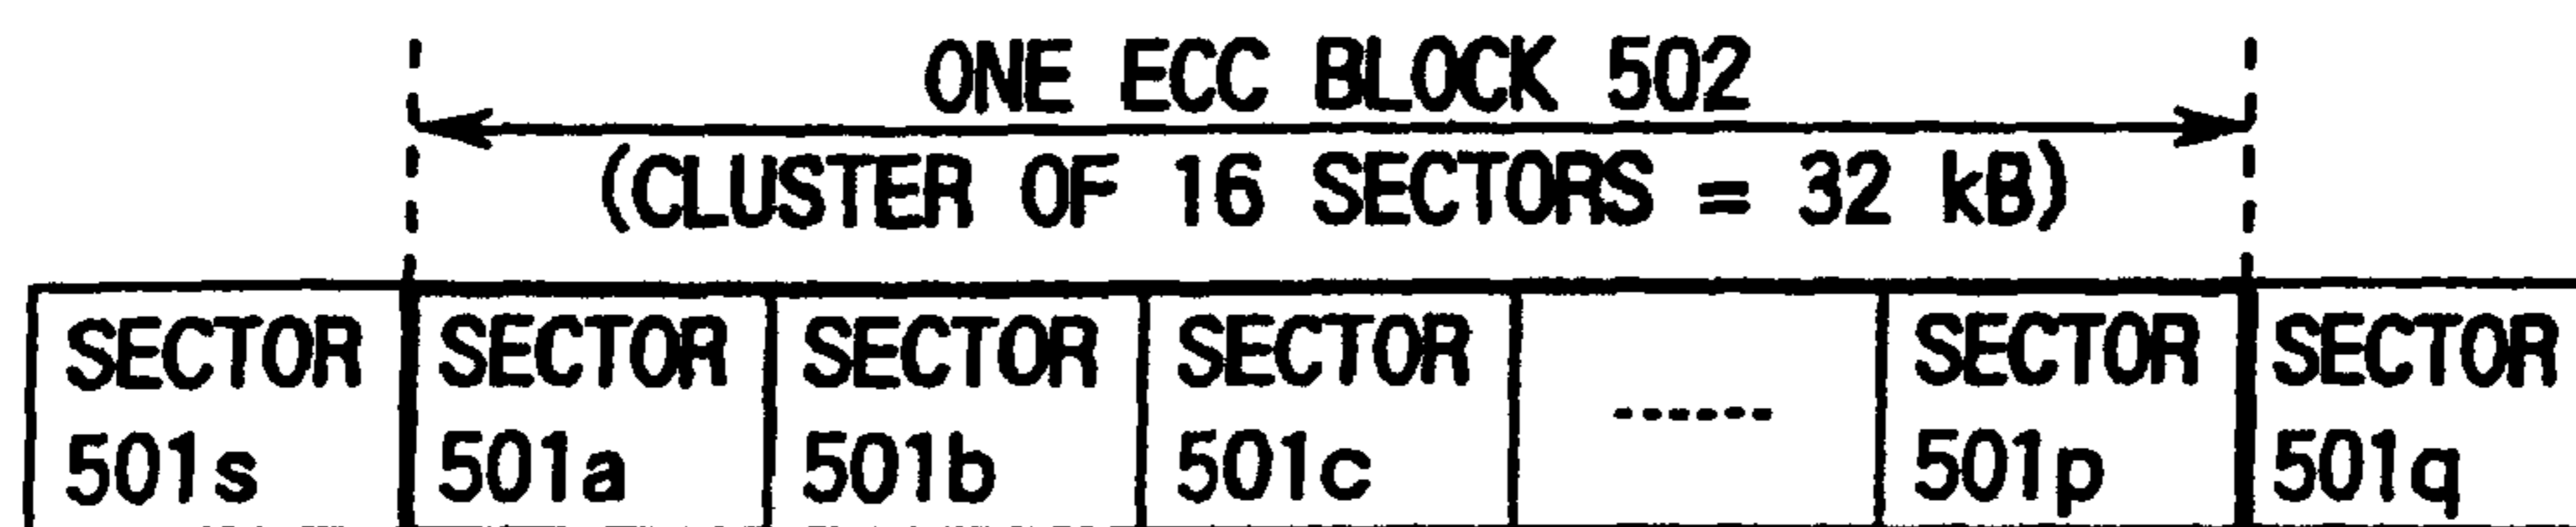 ONE ECC BLOCK 502
(CLUSTER OF 16 SECTORS = 32 kB)
SECTOR SECTOR SECTOR SECTOR ------ SECTOR SECTOR
501s 501a 501b 501c 501p 501q